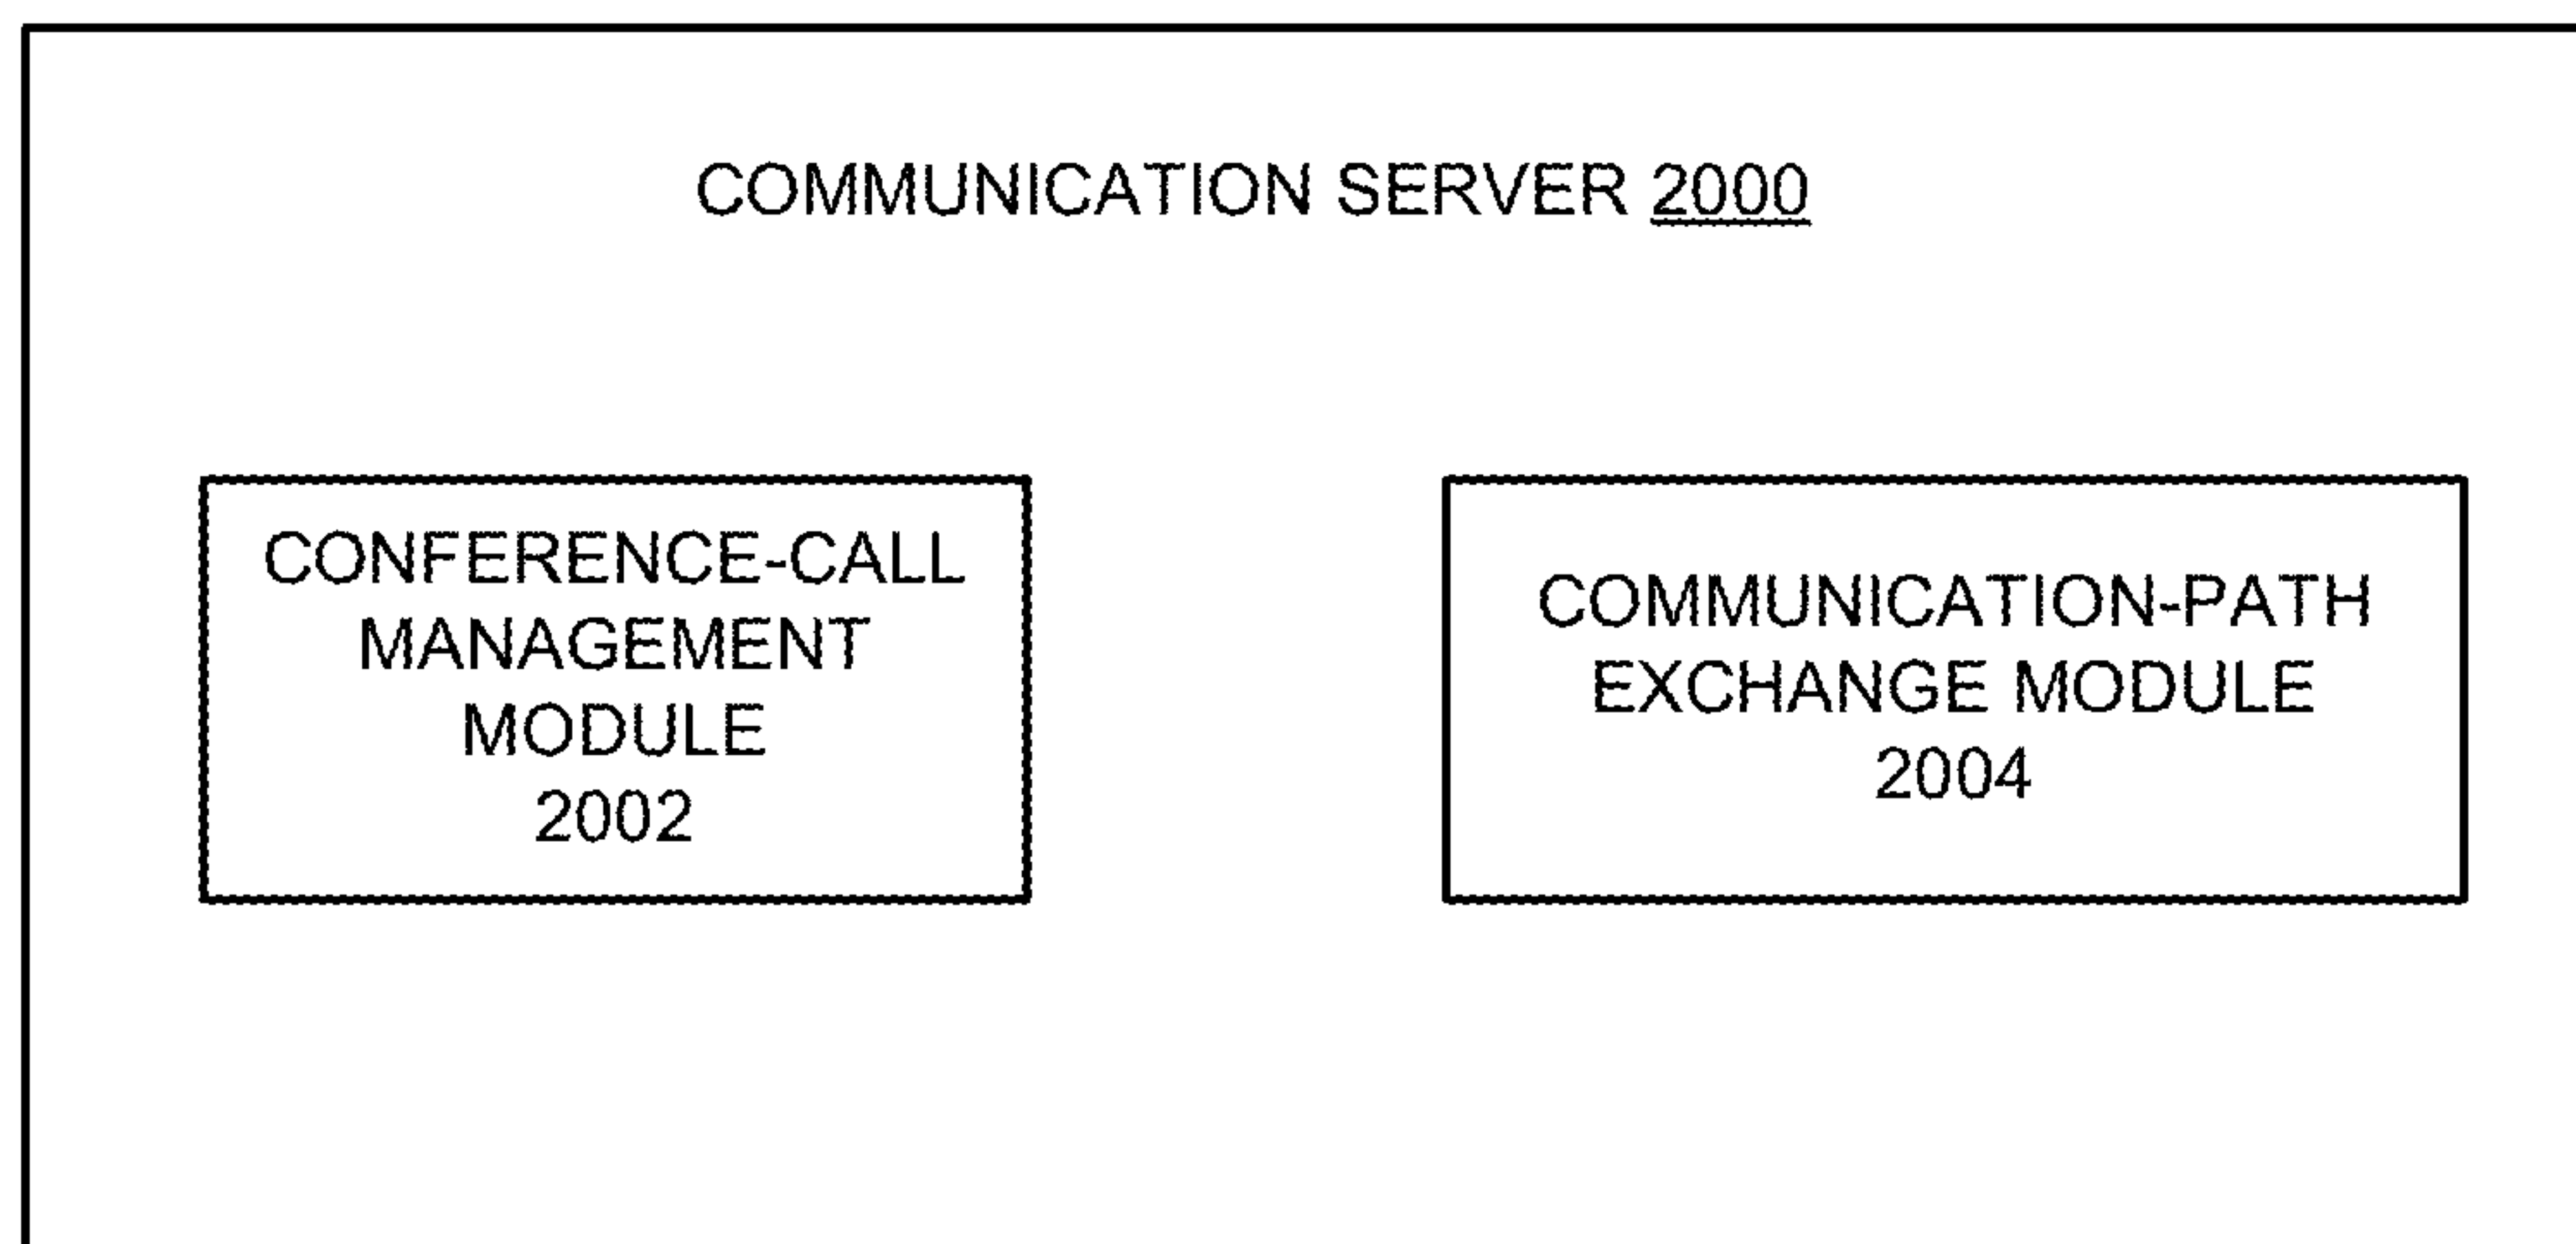 COMMUNICATION SERVER 2000
CONFERENCE-CALL
MANAGEMENT
MODULE
2002
COMMUNICATION-PATH
EXCHANGE MODULE
2004